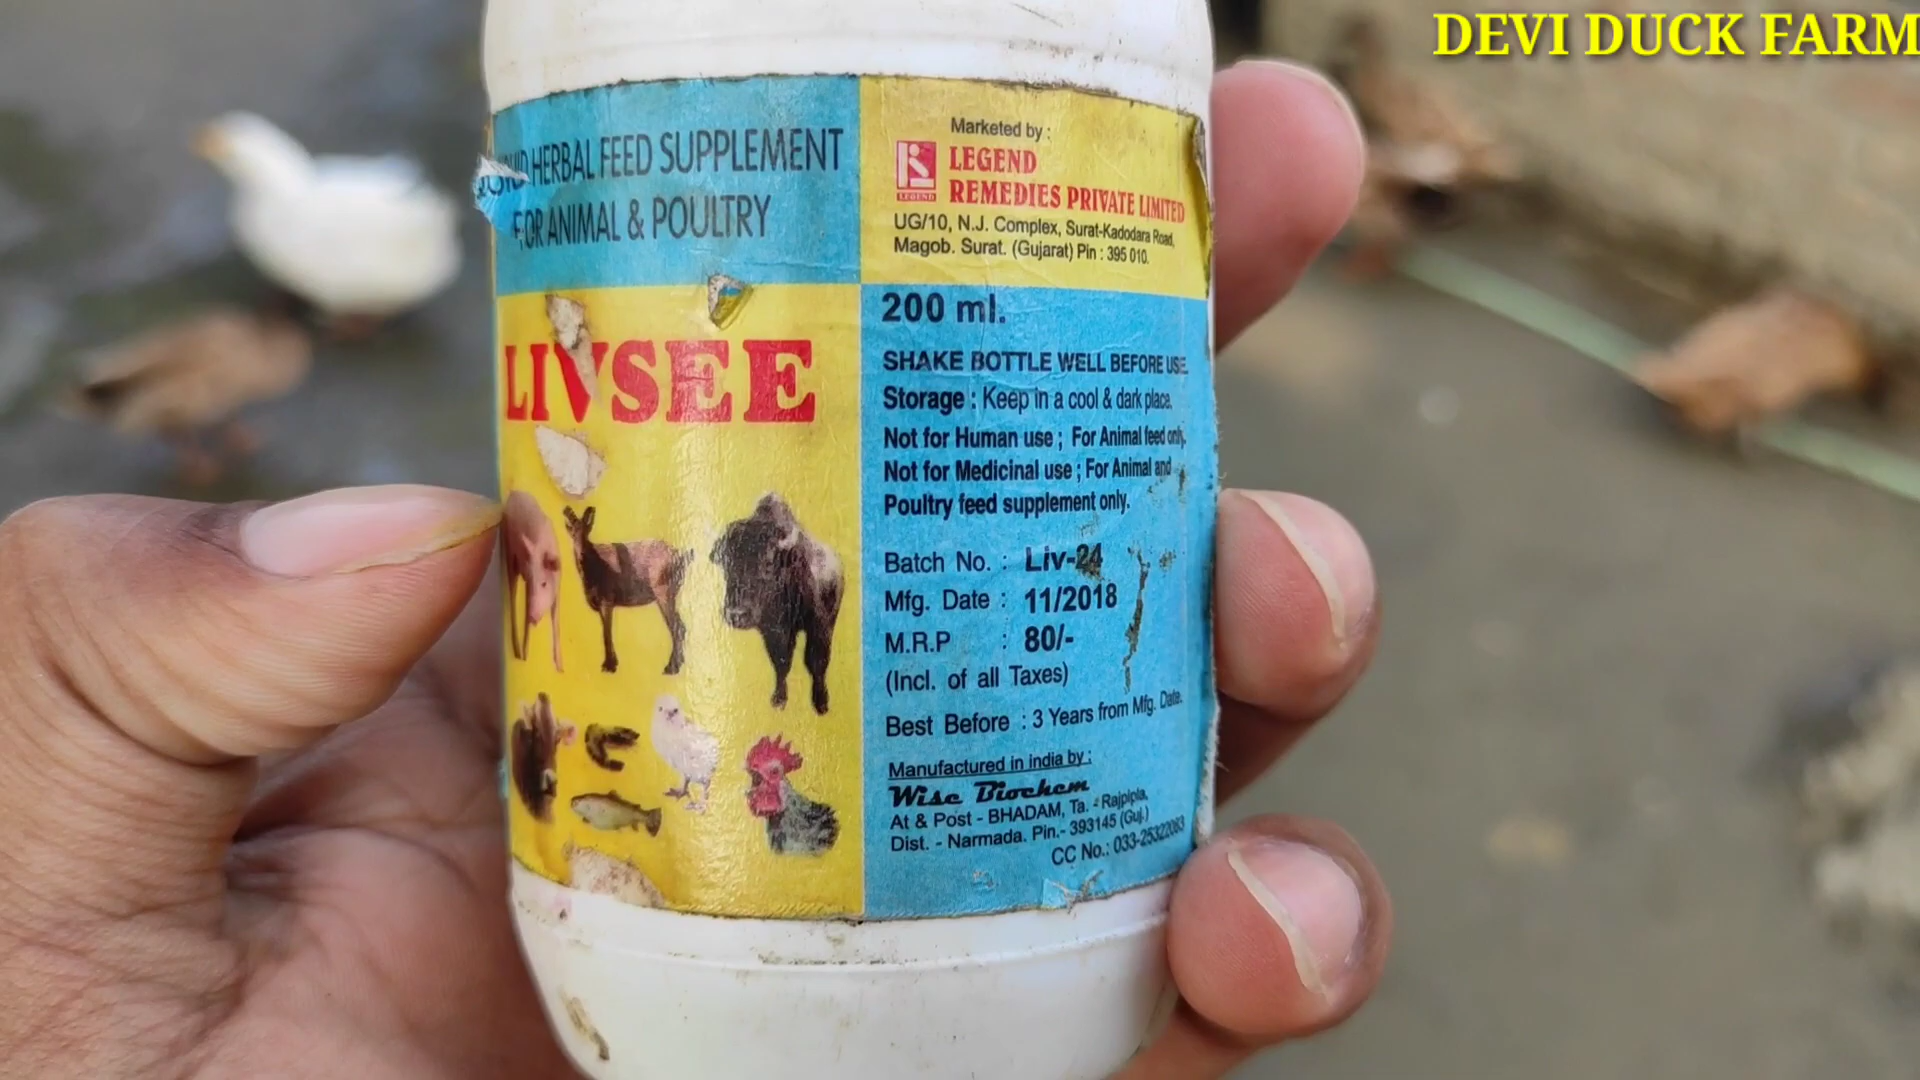 DEVI DUCK FARM
HERBAL FEED SUPPLEMENT
FOR ANIMAL & POULTRY
LIVSEE
Marketed by :
LEGEND
LEGEND
REMEDIES PRIVATE LIMITED
UG/10, N.J. Complex, Surat-Kadodara Road,
Magob. Surat. (Gujarat) Pin : 395 010.
200 ml.
SHAKE BOTTLE WELL BEFORE USE.
Storage : Keep in a cool & dark place.
Not for Human use ; For Animal feed only.
Not for Medicinal use ; For Animal and
Poultry feed supplement only.
Batch No. : Liv-24
Mfg. Date : 11/2018
M.R.P : 80/-
(Incl. of all Taxes)
Best Before : 3 Years from Mfg. Date.
Manufactured in india by :
Wise Biochem
At & Post - BHADAM, Ta. - Rajpipla,
Dist. - Narmada. Pin.- 393145 (Guj.)
CC No.: 033-25322083